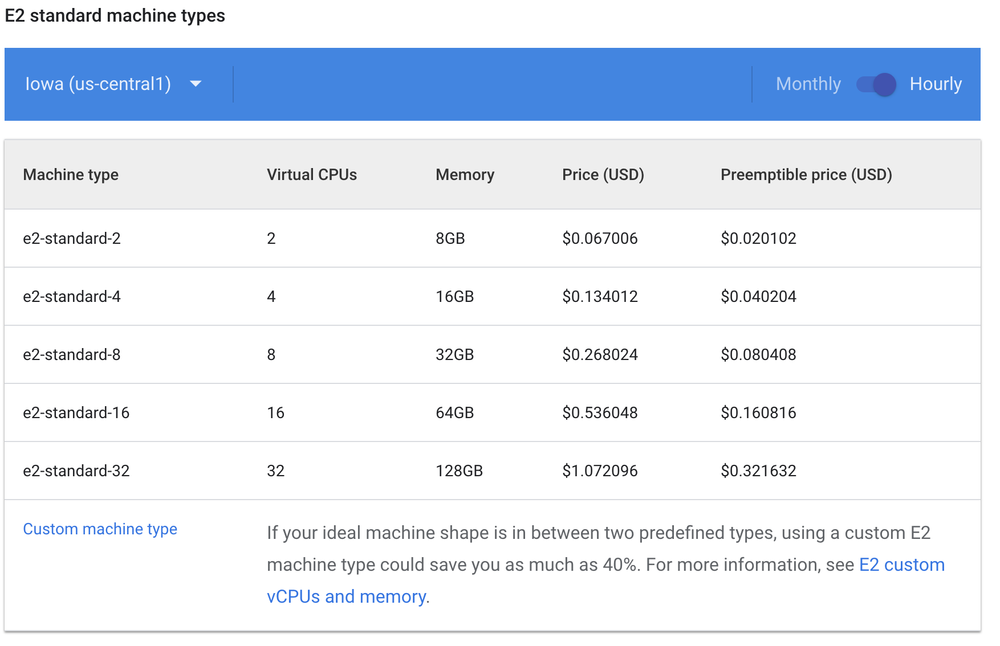 E2 standard machine types
Iowa (us-central1)
Monthly Hourly
Machine type Virtual CPUs Memory Price (USD) Preemptible price (USD)
e2-standard-2 2 8GB $0.067006 $0.020102
e2-standard-4 4 16GB $0.134012 $0.040204
e2-standard-8 8 32GB $0.268024 $0.080408
e2-standard-16 16 64GB $0.536048 $0.160816
e2-standard-32 32 128GB $1.072096 $0.321632
Custom machine type
If your ideal machine shape is in between two predefined types, using a custom E2
machine type could save you as much as 40%. For more information, see E2 custom
vCPUs and memory.